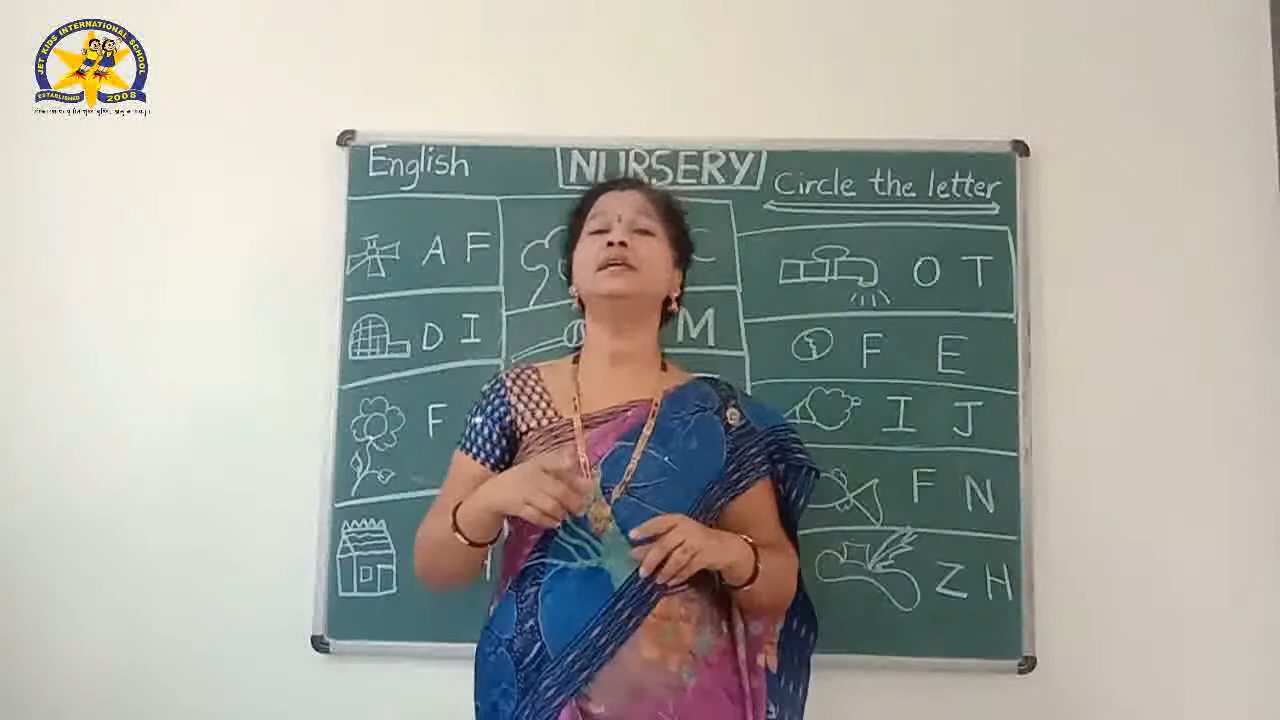 JET KIDS INTERNATIONAL SCHOOL
ESTABLISHED 2008
English
NURSERY
Circle the letter
A F
D I
F
C
M
O T
F E
I J
F N
Z H